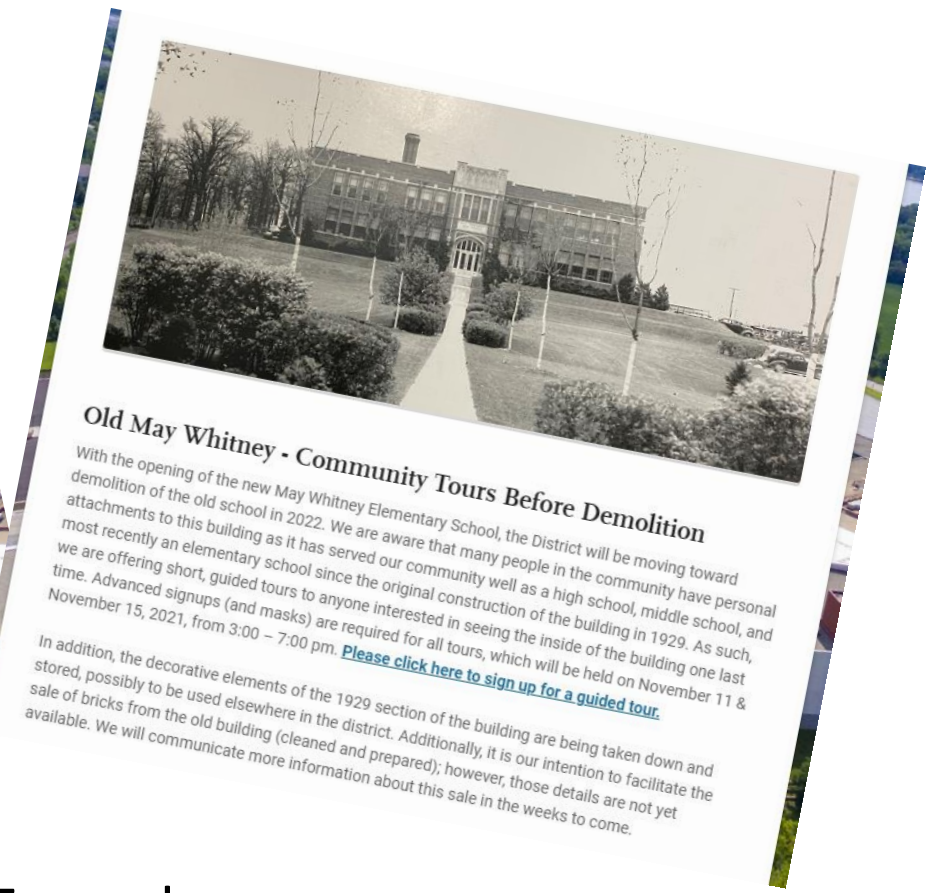 Old May Whitney - Community Tours Before Demolition
With the opening of the new May Whitney Elementary School, the District will be moving toward
demolition of the old school in 2022. We are aware that many people in the community have personal
attachments to this building as it has served our community well as a high school, middle school, and
most recently an elementary school since the original construction of the building in 1929. As such,
we are offering short, guided tours to anyone interested in seeing the inside of the building one last
time. Advanced signups (and masks) are required for all tours, which will be held on November 11 &
November 15, 2021, from 3:00 – 7:00 pm. Please click here to sign up for a guided tour.
In addition, the decorative elements of the 1929 section of the building are being taken down and
stored, possibly to be used elsewhere in the district. Additionally, it is our intention to facilitate the
sale of bricks from the old building (cleaned and prepared); however, those details are not yet
available. We will communicate more information about this sale in the weeks to come.